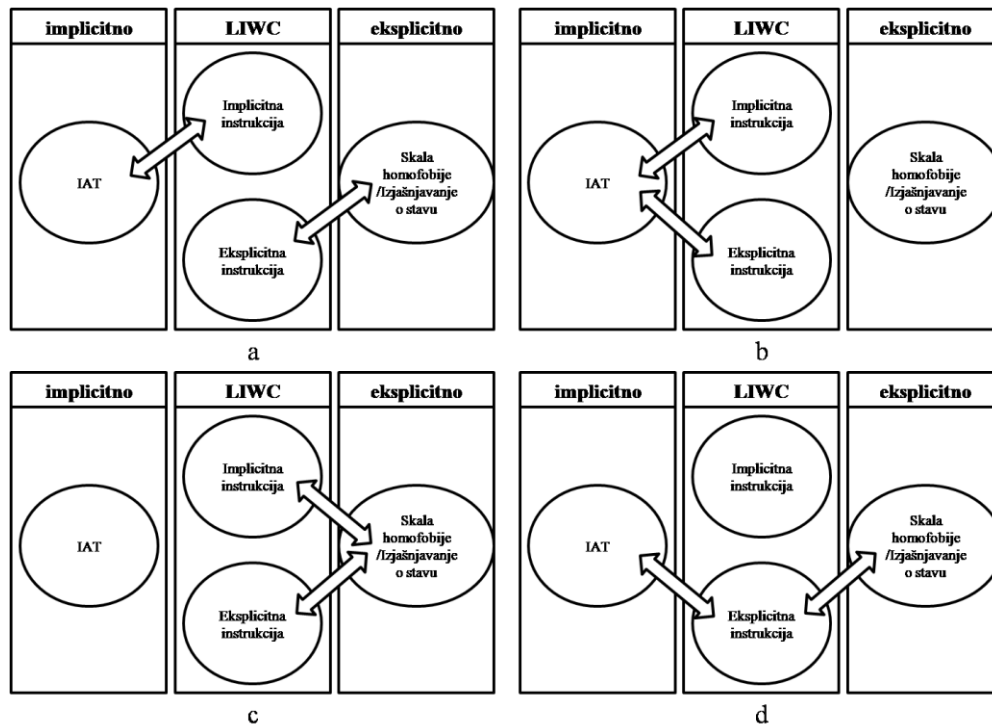 implicitno LIWC eksplicitno
IAT
Implicitna
instrukcija
Eksplicitna
instrukcija
Skala
homofobije
/Izjašnjavanje
o stavu
a
implicitno LIWC eksplicitno
IAT
Implicitna
instrukcija
Eksplicitna
instrukcija
Skala
homofobije
/Izjašnjavanje
o stavu
b
implicitno LIWC eksplicitno
IAT
Implicitna
instrukcija
Eksplicitna
instrukcija
Skala
homofobije
/Izjašnjavanje
o stavu
c
implicitno LIWC eksplicitno
IAT
Implicitna
instrukcija
Eksplicitna
instrukcija
Skala
homofobije
/Izjašnjavanje
o stavu
d